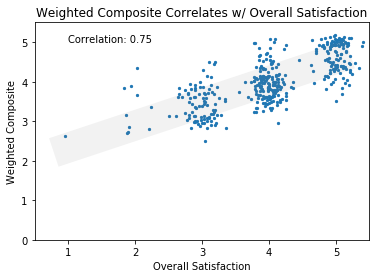 Weighted Composite Correlates w/ Overall Satisfaction
Correlation: 0.75
5
4
3
2
1
0
Weighted Composite
1 2 3 4 5
Overall Satisfaction